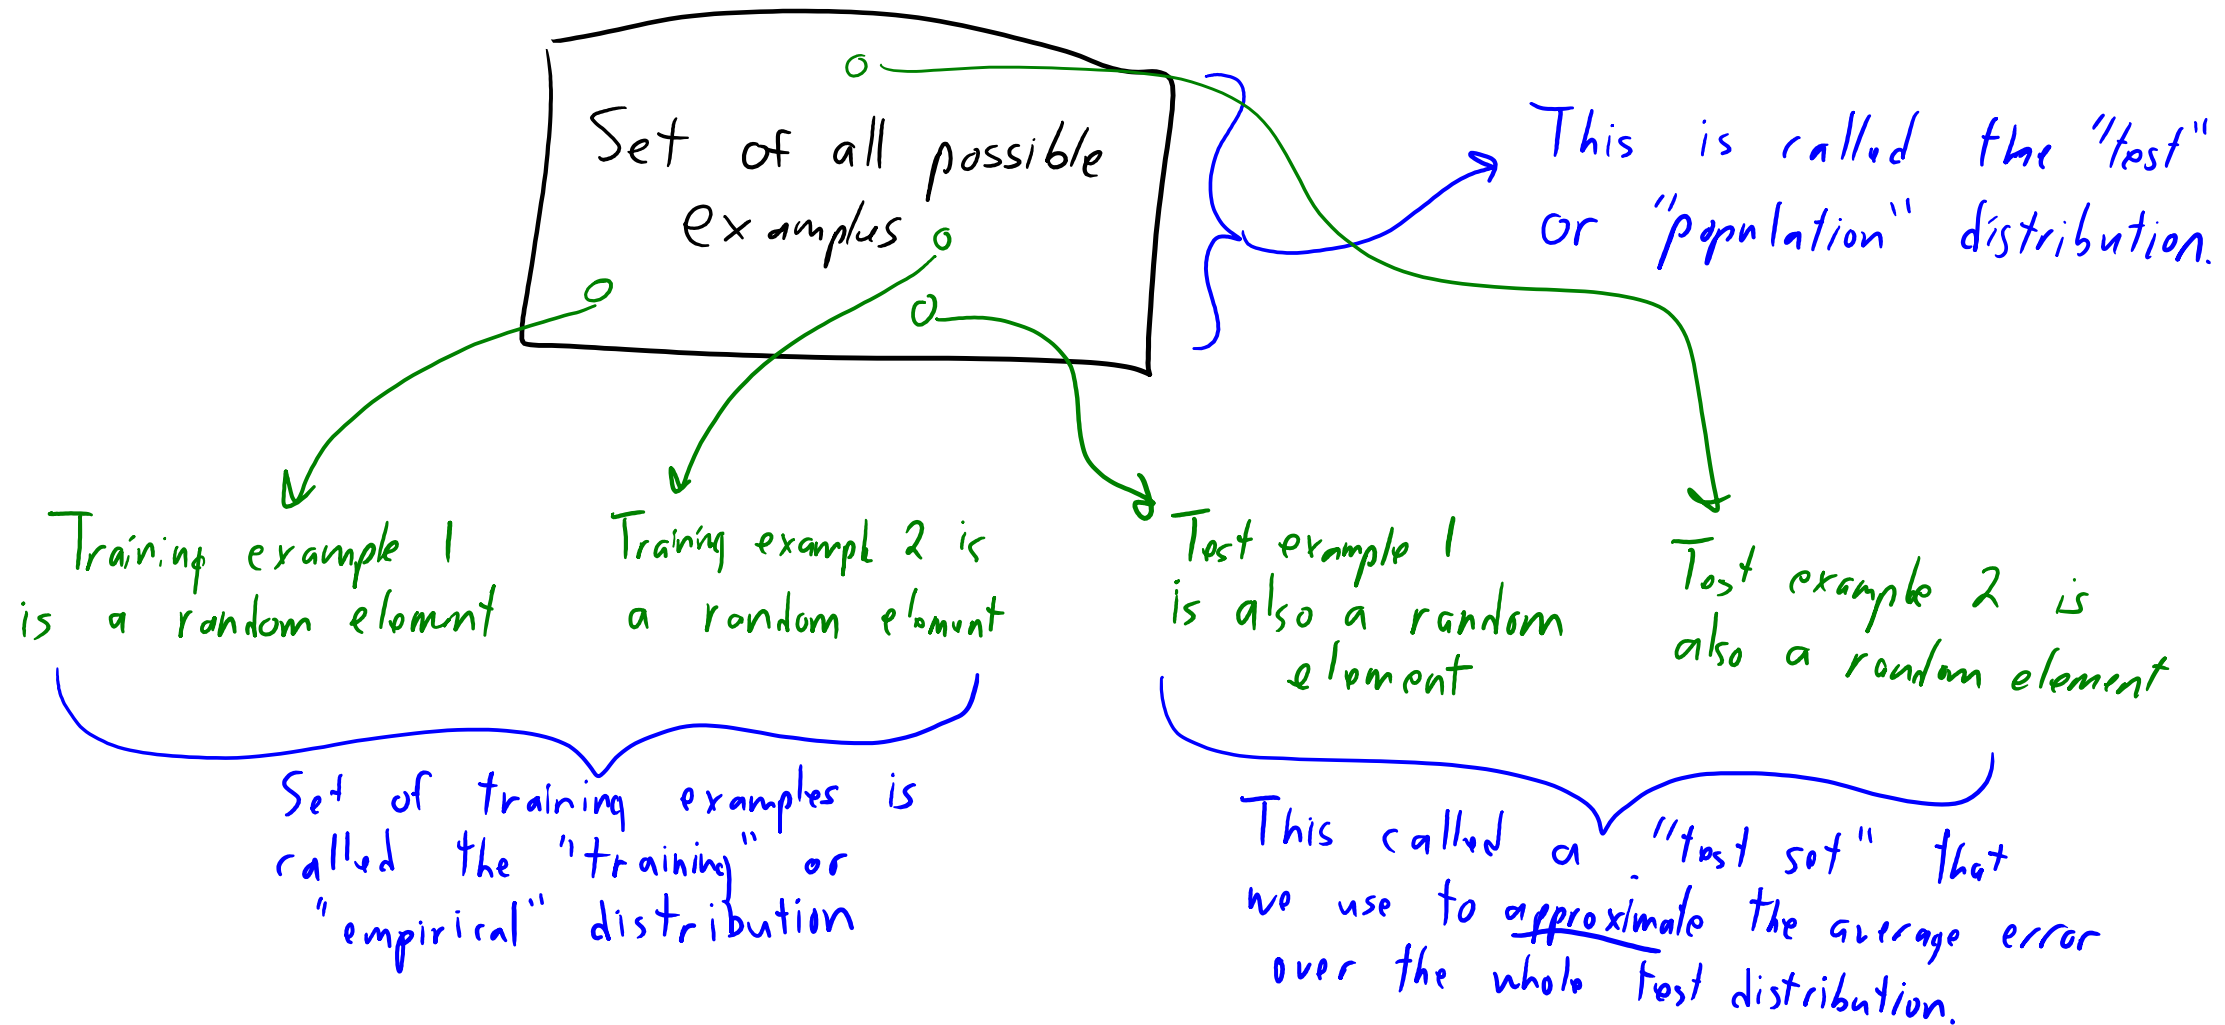 Set of all possible
examples
This is called the "test"
or "population" distribution.
Training example 1
is a random element
Training example 2 is
a random element
Test example 1
is also a random
element
Test example 2 is
also a random element
Set of training examples is
called the "training" or
"empirical" distribution
This called a "test set" that
we use to approximate the average error
over the whole test distribution.